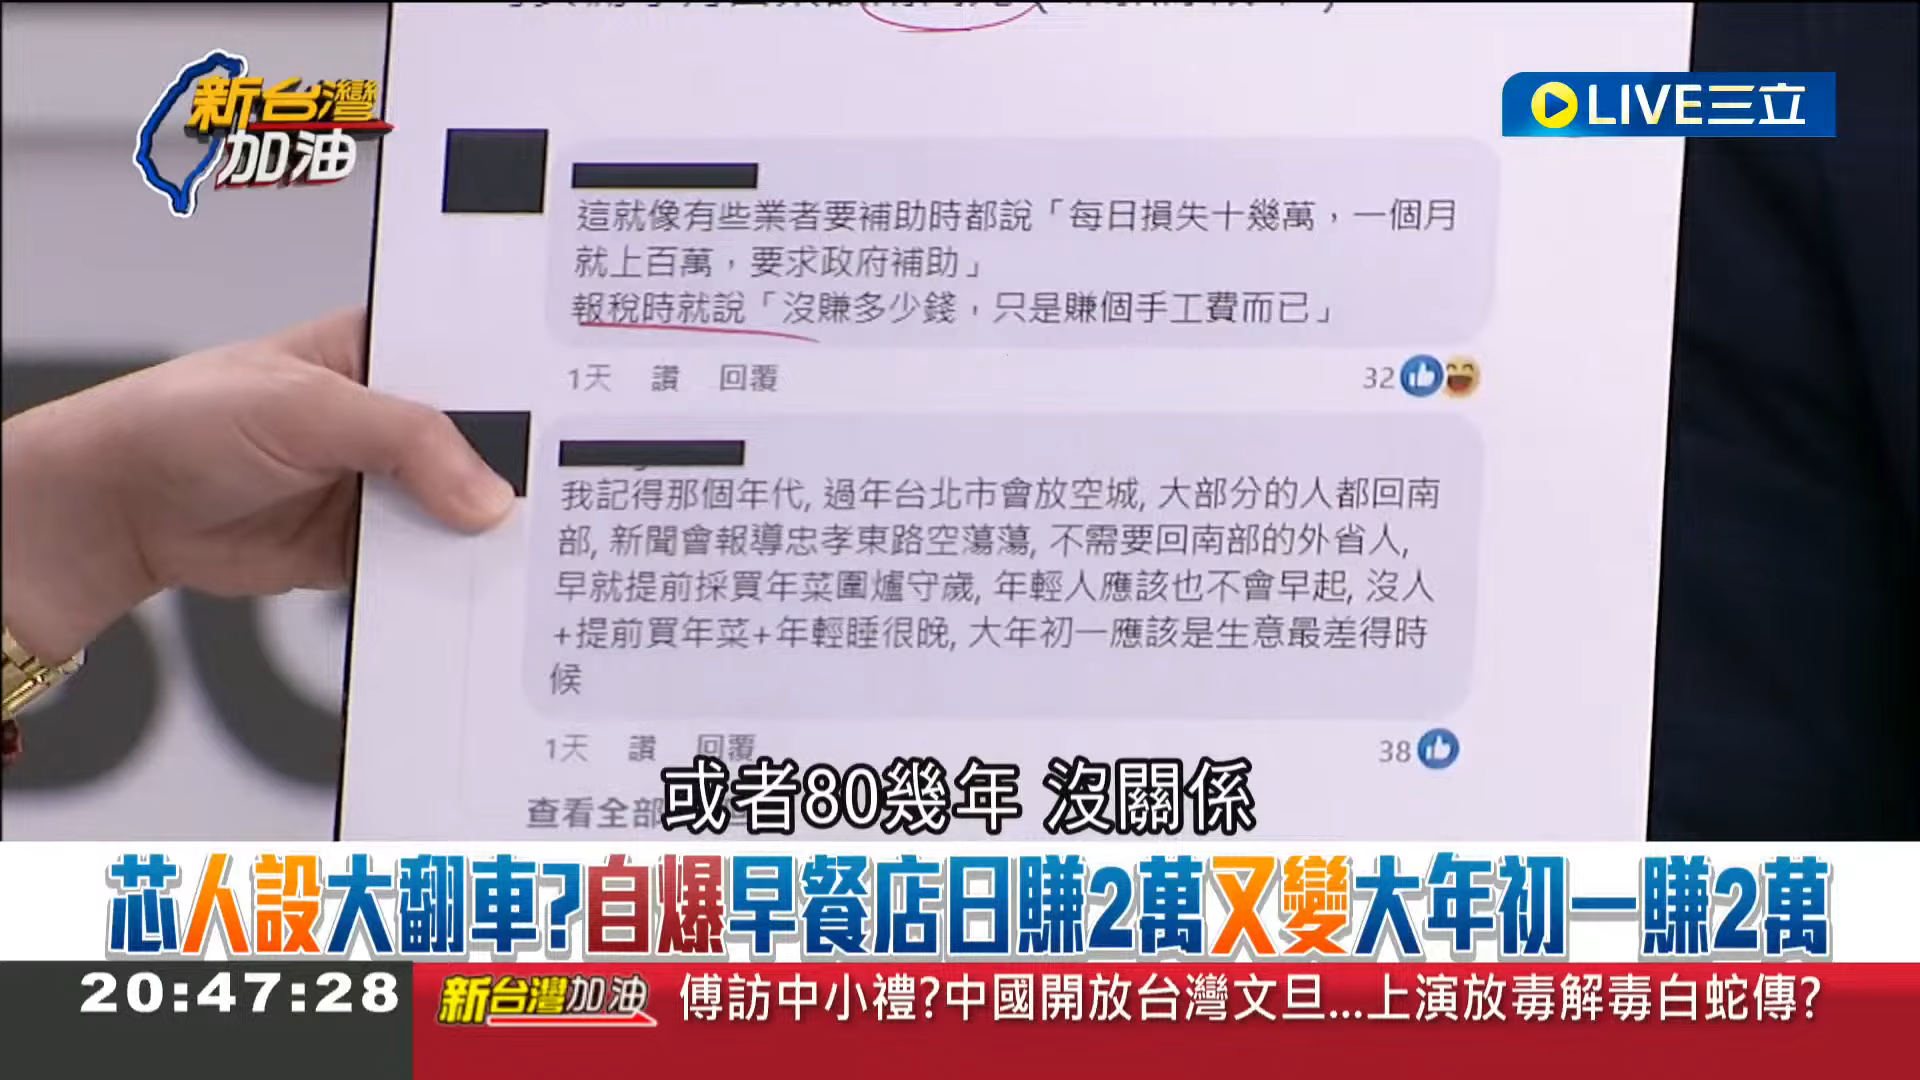 新台灣
加油
LIVE三立
這就像有些業者要補助時都說「每日損失十幾萬，一個月
就上百萬，要求政府補助」
報稅時就說「沒賺多少錢，只是賺個手工費而已」
1天 讚 回覆 32
我記得那個年代, 過年台北市會放空城, 大部分的人都回南
部, 新聞會報導忠孝東路空蕩蕩, 不需要回南部的外省人,
早就提前採買年菜圍爐守歲, 年輕人應該也不會早起, 沒人
+提前買年菜+年輕睡很晚, 大年初一應該是生意最差得時
候
1天 讚 回覆 38
查看全部
或者80幾年 沒關係
芯人設大翻車?自爆早餐店日賺2萬又變大年初一賺2萬
20:47:28 新台灣加油 傅訪中小禮?中國開放台灣文旦...上演放毒解毒白蛇傳?